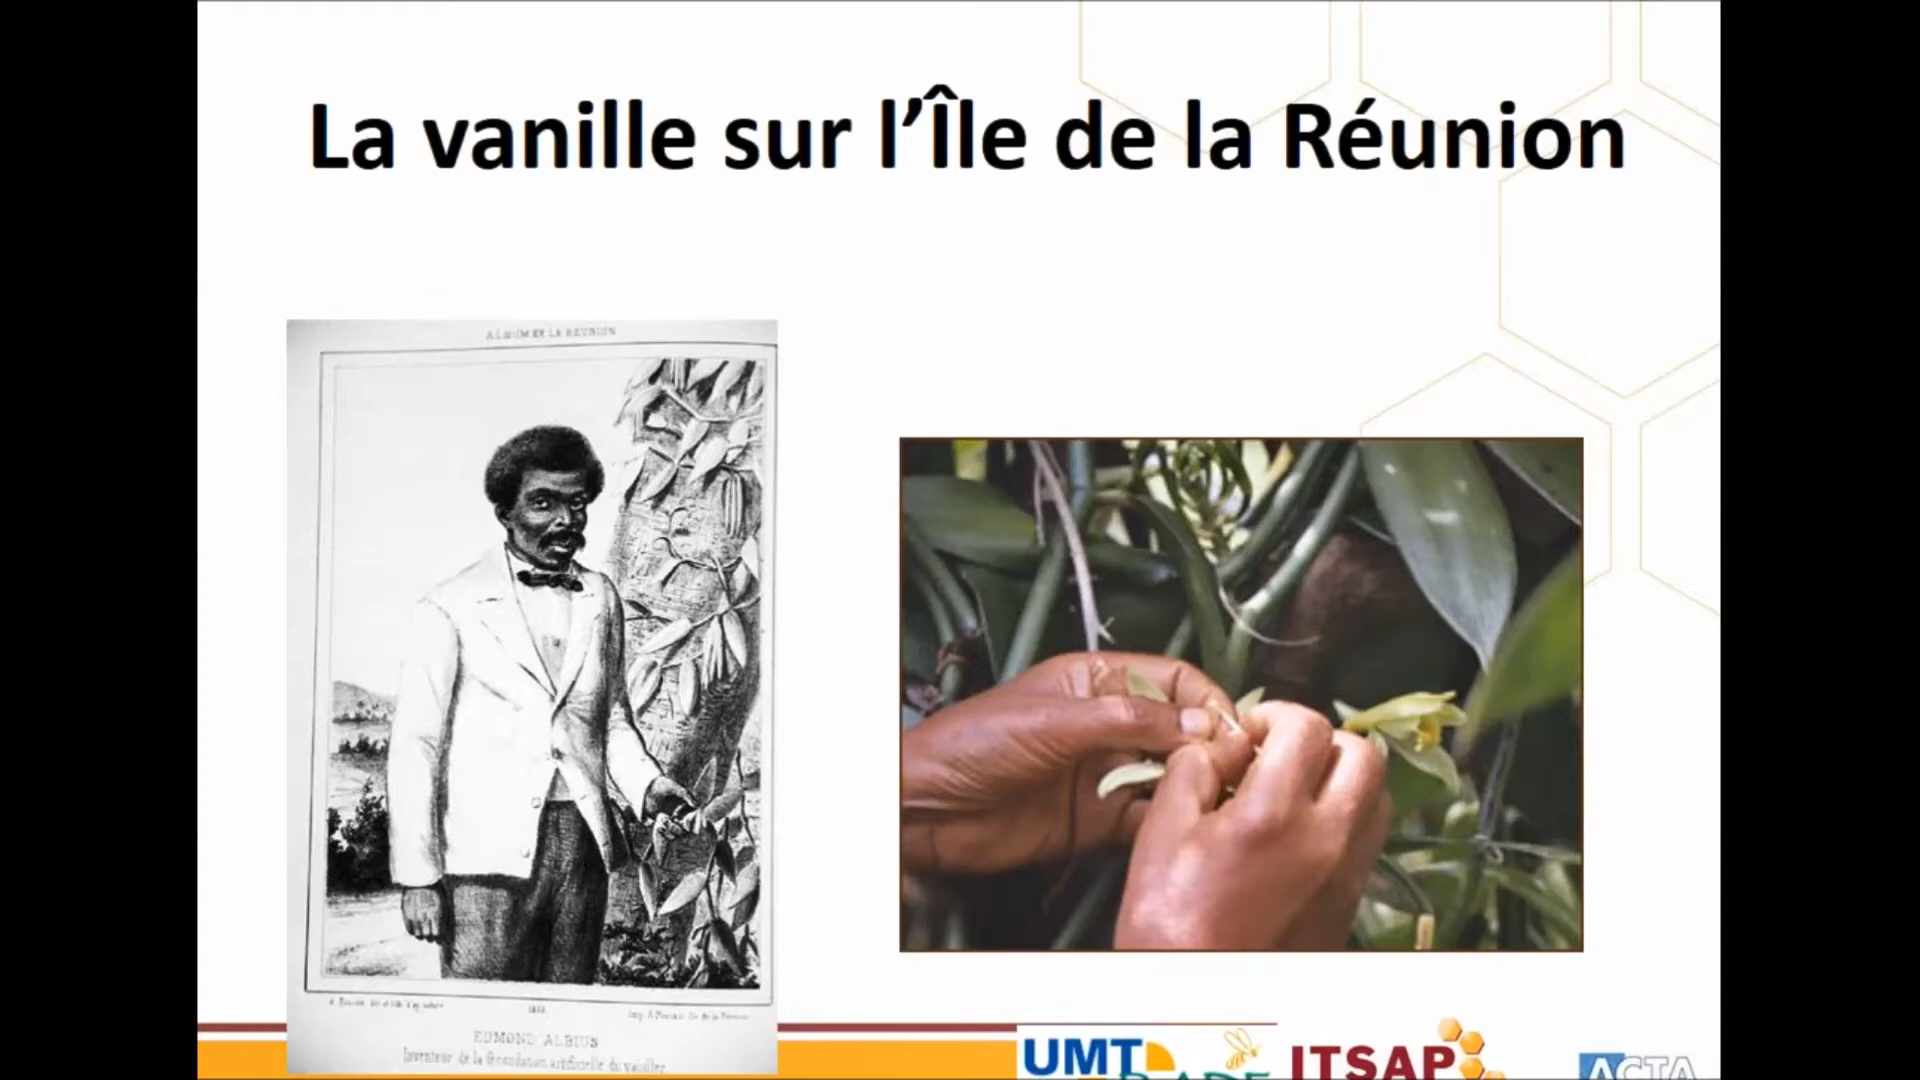 La vanille sur l’Île de la Réunion
ALBUM DE LA RÉUNION
EDMOND ALBIUS
Inventeur de la fécondation artificielle du vanillier
UMT
ITSAP
ACTA